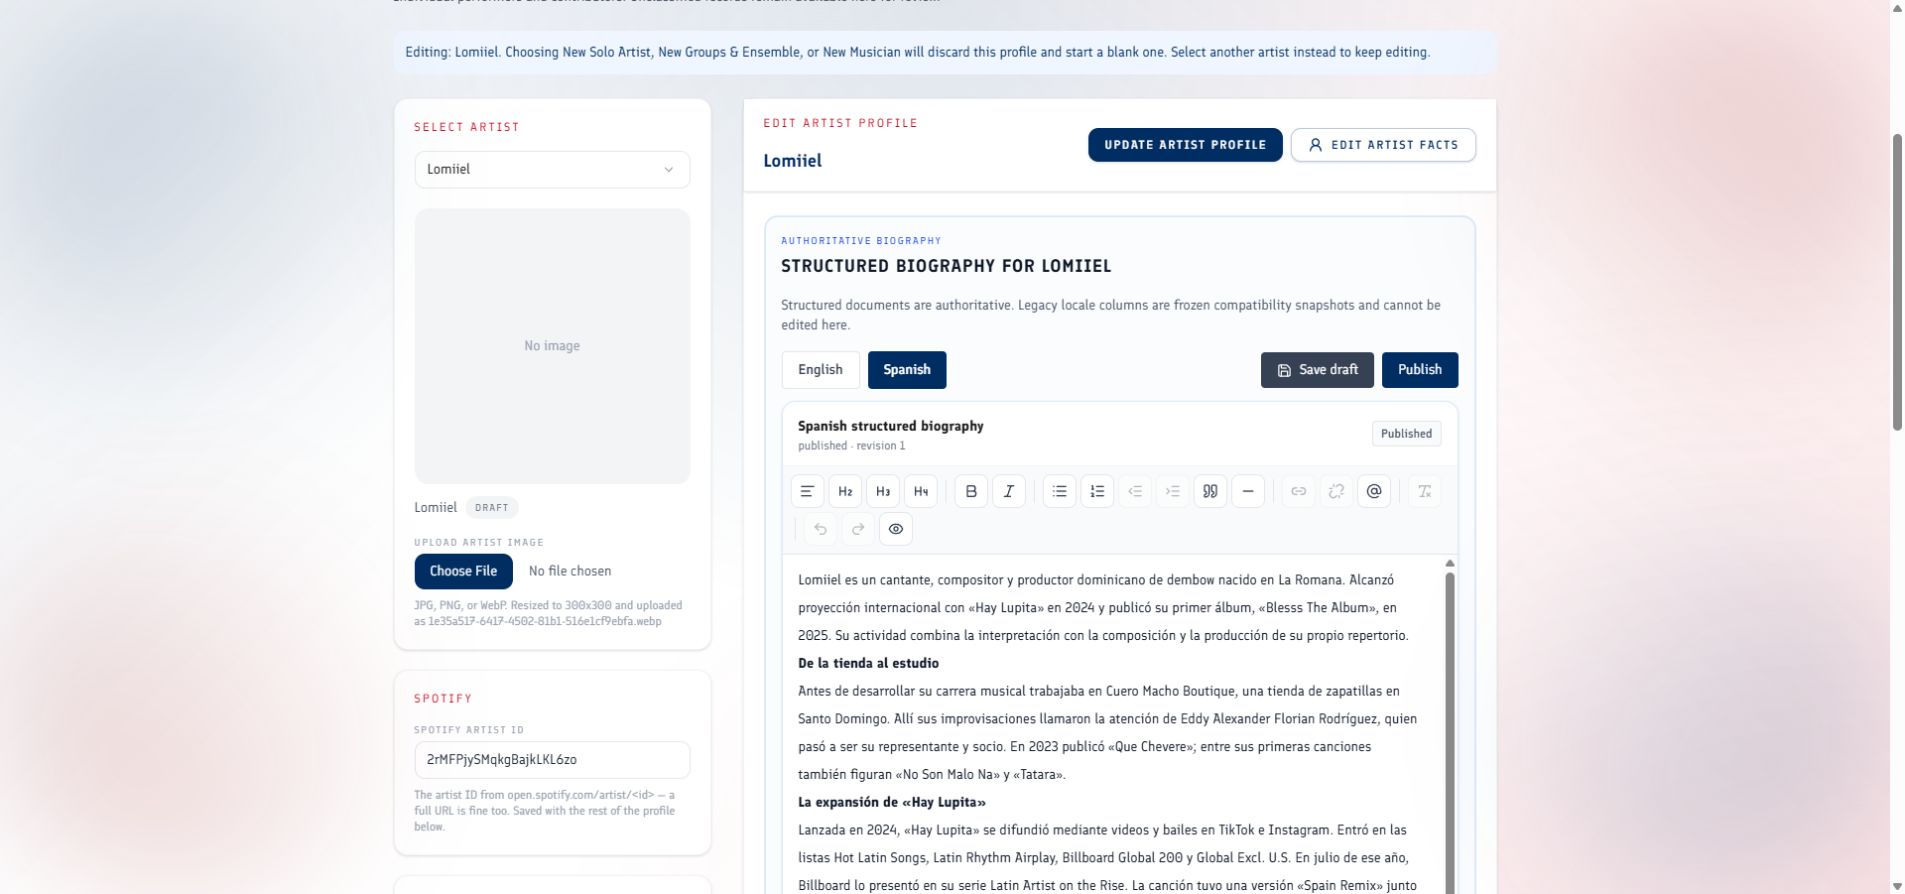 Editing: Lomiiel. Choosing New Solo Artist, New Groups & Ensemble, or New Musician will discard this profile and start a blank one. Select another artist instead to keep editing.
SELECT ARTIST
Lomiiel
No image
Lomiiel DRAFT
UPLOAD ARTIST IMAGE
Choose File No file chosen
JPG, PNG, or WebP. Resized to 300x300 and uploaded
as 1e35a517-6417-4502-81b1-516e1cf9ebfa.webp
SPOTIFY
SPOTIFY ARTIST ID
2rMFPjySMqkgBajkLKL6zo
The artist ID from open.spotify.com/artist/<id> — a
full URL is fine too. Saved with the rest of the profile
below.
EDIT ARTIST PROFILE
Lomiiel
UPDATE ARTIST PROFILE
EDIT ARTIST FACTS
AUTHORITATIVE BIOGRAPHY
STRUCTURED BIOGRAPHY FOR LOMIIEL
Structured documents are authoritative. Legacy locale columns are frozen compatibility snapshots and cannot be
edited here.
English Spanish Save draft Publish
Spanish structured biography
published · revision 1
Published
H2 H3 H4 B I
Lomiiel es un cantante, compositor y productor dominicano de dembow nacido en La Romana. Alcanzó
proyección internacional con «Hay Lupita» en 2024 y publicó su primer álbum, «Blesss The Album», en
2025. Su actividad combina la interpretación con la composición y la producción de su propio repertorio.
De la tienda al estudio
Antes de desarrollar su carrera musical trabajaba en Cuero Macho Boutique, una tienda de zapatillas en
Santo Domingo. Allí sus improvisaciones llamaron la atención de Eddy Alexander Florian Rodríguez, quien
pasó a ser su representante y socio. En 2023 publicó «Que Chevere»; entre sus primeras canciones
también figuran «No Son Malo Na» y «Tatara».
La expansión de «Hay Lupita»
Lanzada en 2024, «Hay Lupita» se difundió mediante videos y bailes en TikTok e Instagram. Entró en las
listas Hot Latin Songs, Latin Rhythm Airplay, Billboard Global 200 y Global Excl. U.S. En julio de ese año,
Billboard lo presentó en su serie Latin Artist on the Rise. La canción tuvo una versión «Spain Remix» junto